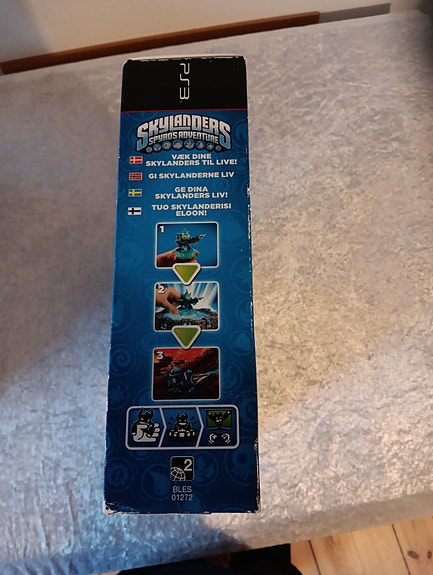 PS3
SKYLANDERS
SPYRO'S ADVENTURE
VÆK DINE
SKYLANDERS TIL LIVE!
GI SKYLANDERNE LIV
GE DINA
SKYLANDERS LIV!
TUO SKYLANDERISI
ELOON!
1
2
3
2
BLES
01272